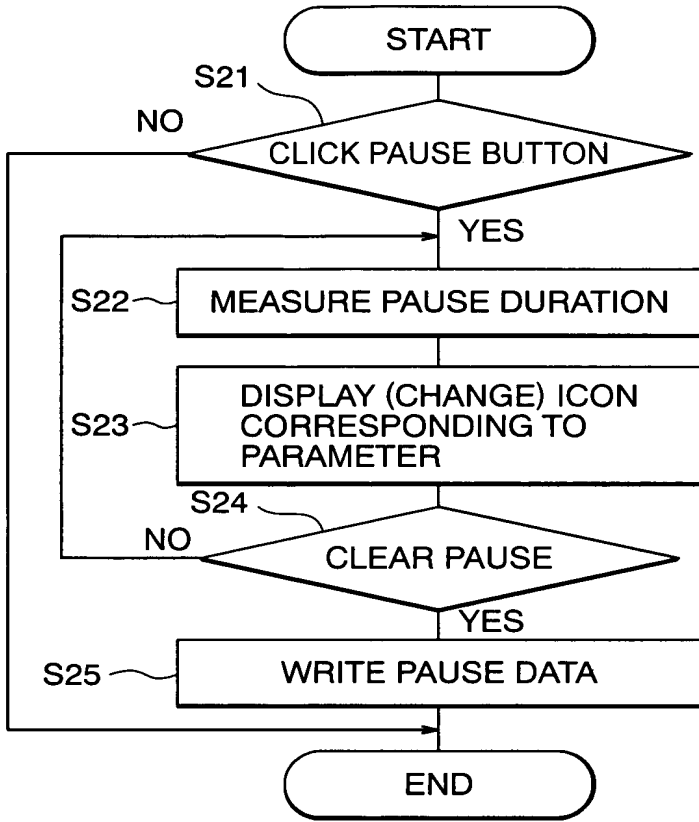 START
S21
NO
CLICK PAUSE BUTTON
YES
S22
MEASURE PAUSE DURATION
S23
DISPLAY (CHANGE) ICON
CORRESPONDING TO
PARAMETER
S24
NO
CLEAR PAUSE
YES
S25
WRITE PAUSE DATA
END